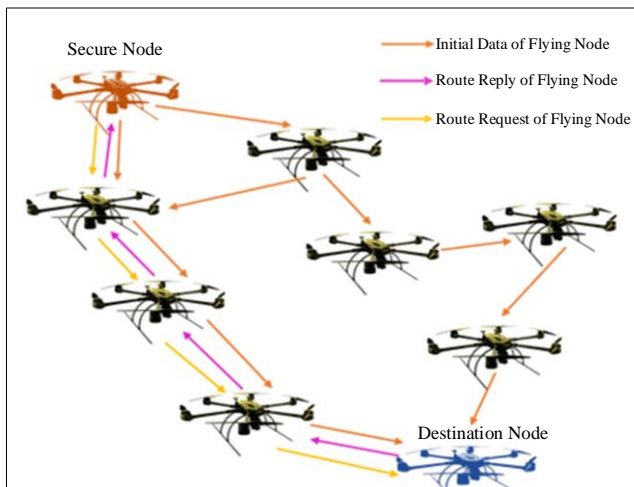 Secure Node
Initial Data of Flying Node
Route Reply of Flying Node
Route Request of Flying Node
Destination Node